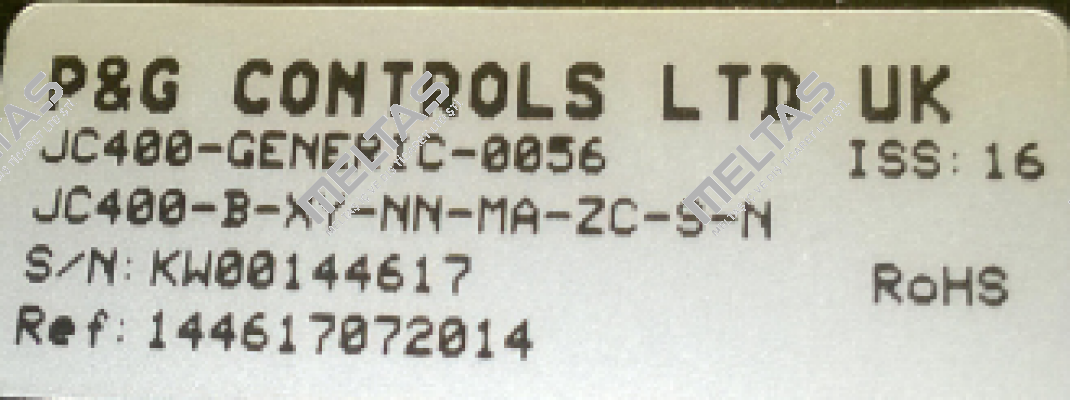 P&G CONTROLS LTD UK
JC400-GENERIC-0056 ISS: 16
JC400-B-XY-NN-MA-ZC-S-N
S/N: KW00144617
RoHS
Ref: 144617072014
MELTAS
MELTAS
MELTAS